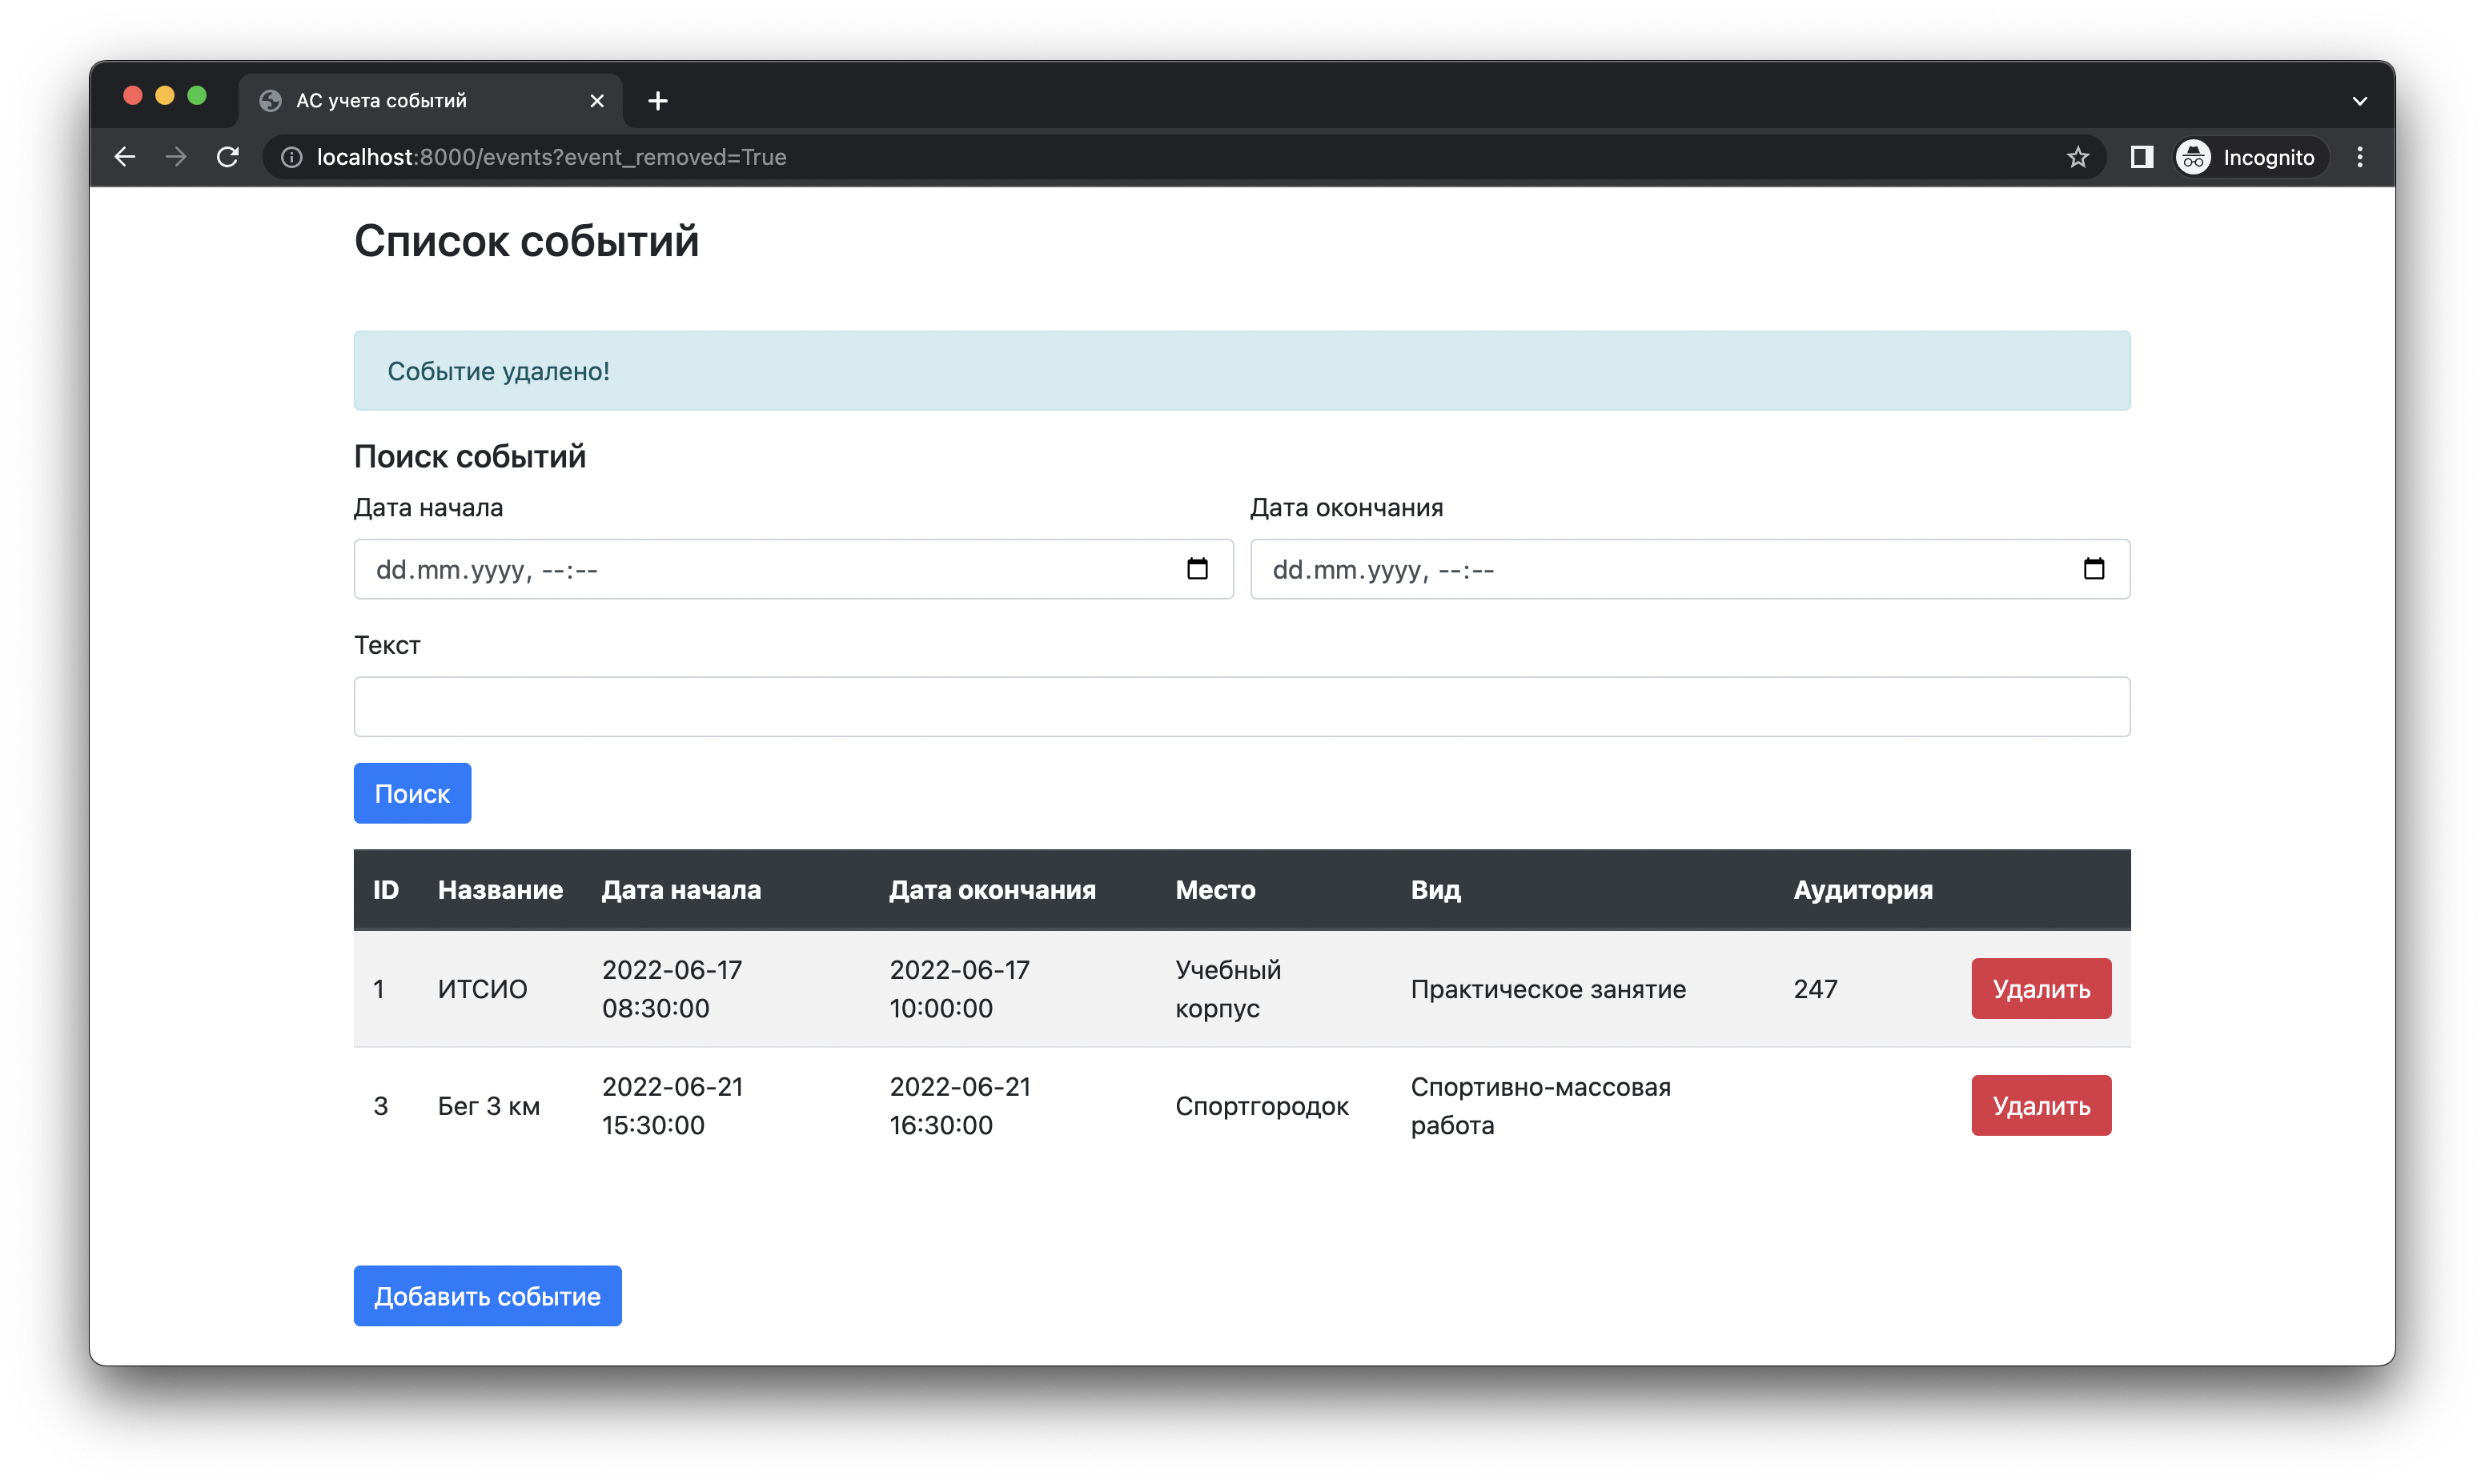 АС учета событий
localhost:8000/events?event_removed=True
Incognito
Список событий
Событие удалено!
Поиск событий
Дата начала
Дата окончания
dd.mm.yyyy, --:--
dd.mm.yyyy, --:--
Текст
Поиск
ID Название Дата начала Дата окончания Место Вид Аудитория
1 ИТСИО 2022-06-17 08:30:00 2022-06-17 10:00:00 Учебный корпус Практическое занятие 247 Удалить
3 Бег 3 км 2022-06-21 15:30:00 2022-06-21 16:30:00 Спортгородок Спортивно-массовая работа Удалить
Добавить событие